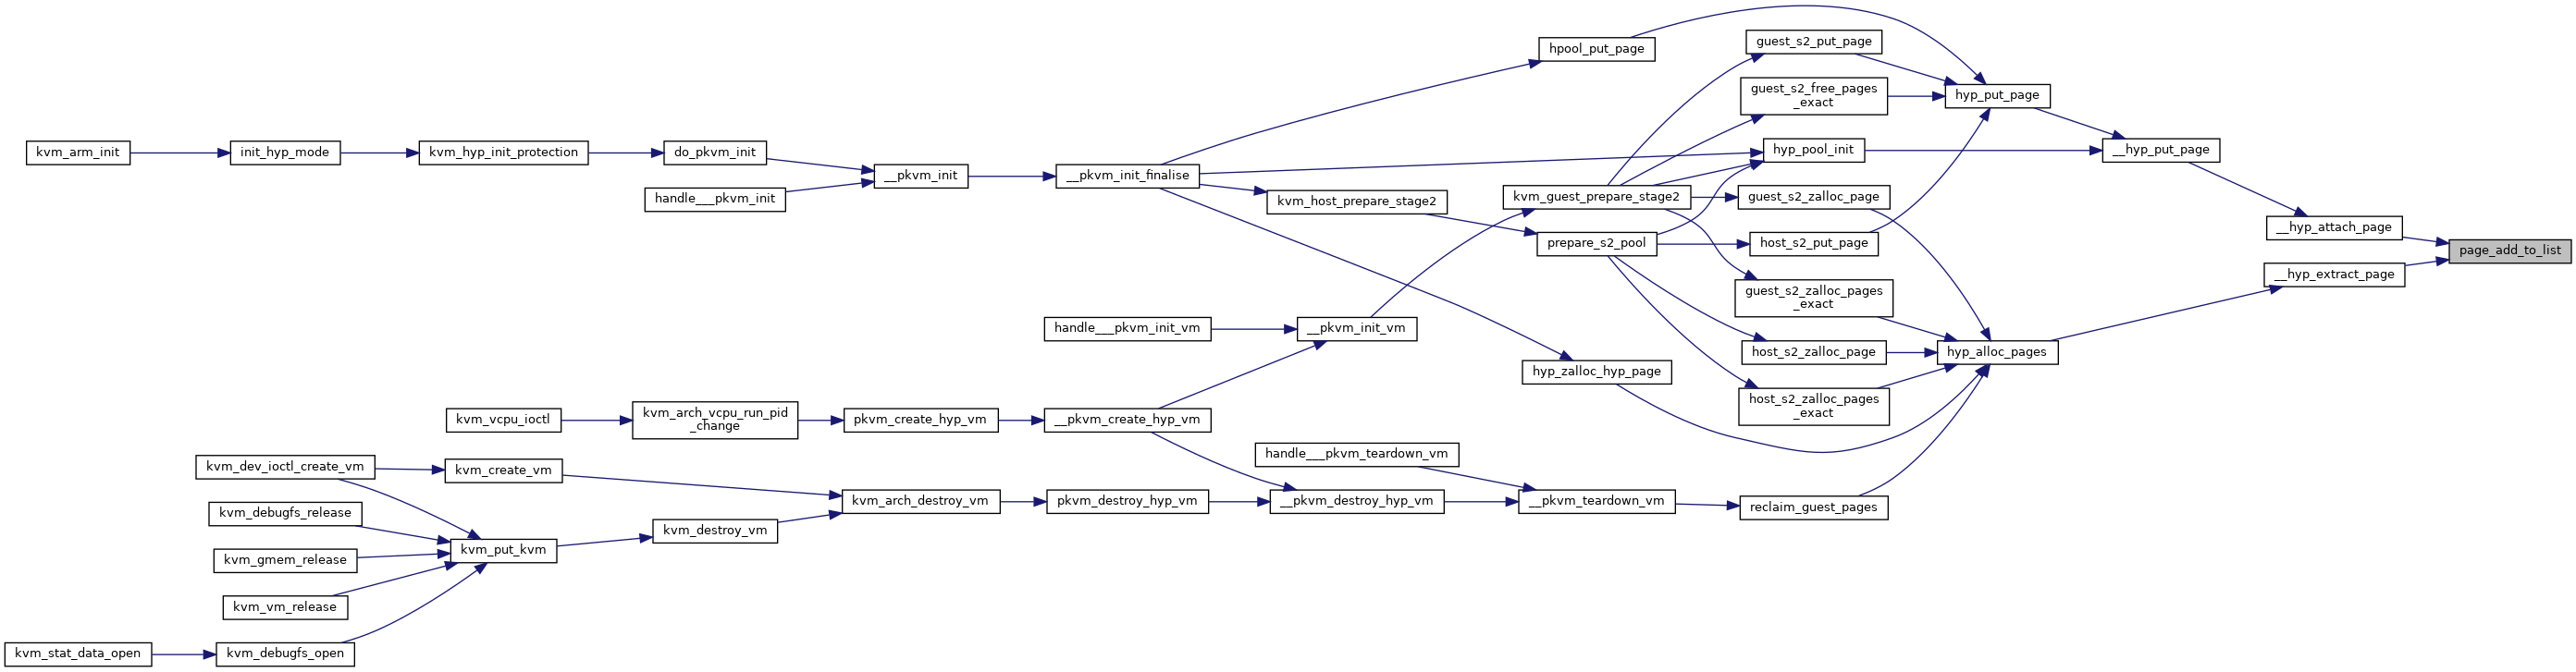 hpool_put_page
guest_s2_put_page
guest_s2_free_pages
_exact
hyp_put_page
kvm_arm_init
init_hyp_mode
kvm_hyp_init_protection
do_pkvm_init
hyp_pool_init
__hyp_put_page
__pkvm_init
__pkvm_init_finalise
handle___pkvm_init
kvm_host_prepare_stage2
kvm_guest_prepare_stage2
guest_s2_zalloc_page
__hyp_attach_page
prepare_s2_pool
host_s2_put_page
page_add_to_list
__hyp_extract_page
guest_s2_zalloc_pages
_exact
handle___pkvm_init_vm
__pkvm_init_vm
host_s2_zalloc_page
hyp_alloc_pages
hyp_zalloc_hyp_page
host_s2_zalloc_pages
_exact
kvm_vcpu_ioctl
kvm_arch_vcpu_run_pid
_change
pkvm_create_hyp_vm
__pkvm_create_hyp_vm
handle___pkvm_teardown_vm
kvm_dev_ioctl_create_vm
kvm_create_vm
kvm_arch_destroy_vm
pkvm_destroy_hyp_vm
__pkvm_destroy_hyp_vm
__pkvm_teardown_vm
reclaim_guest_pages
kvm_debugfs_release
kvm_destroy_vm
kvm_put_kvm
kvm_gmem_release
kvm_vm_release
kvm_stat_data_open
kvm_debugfs_open